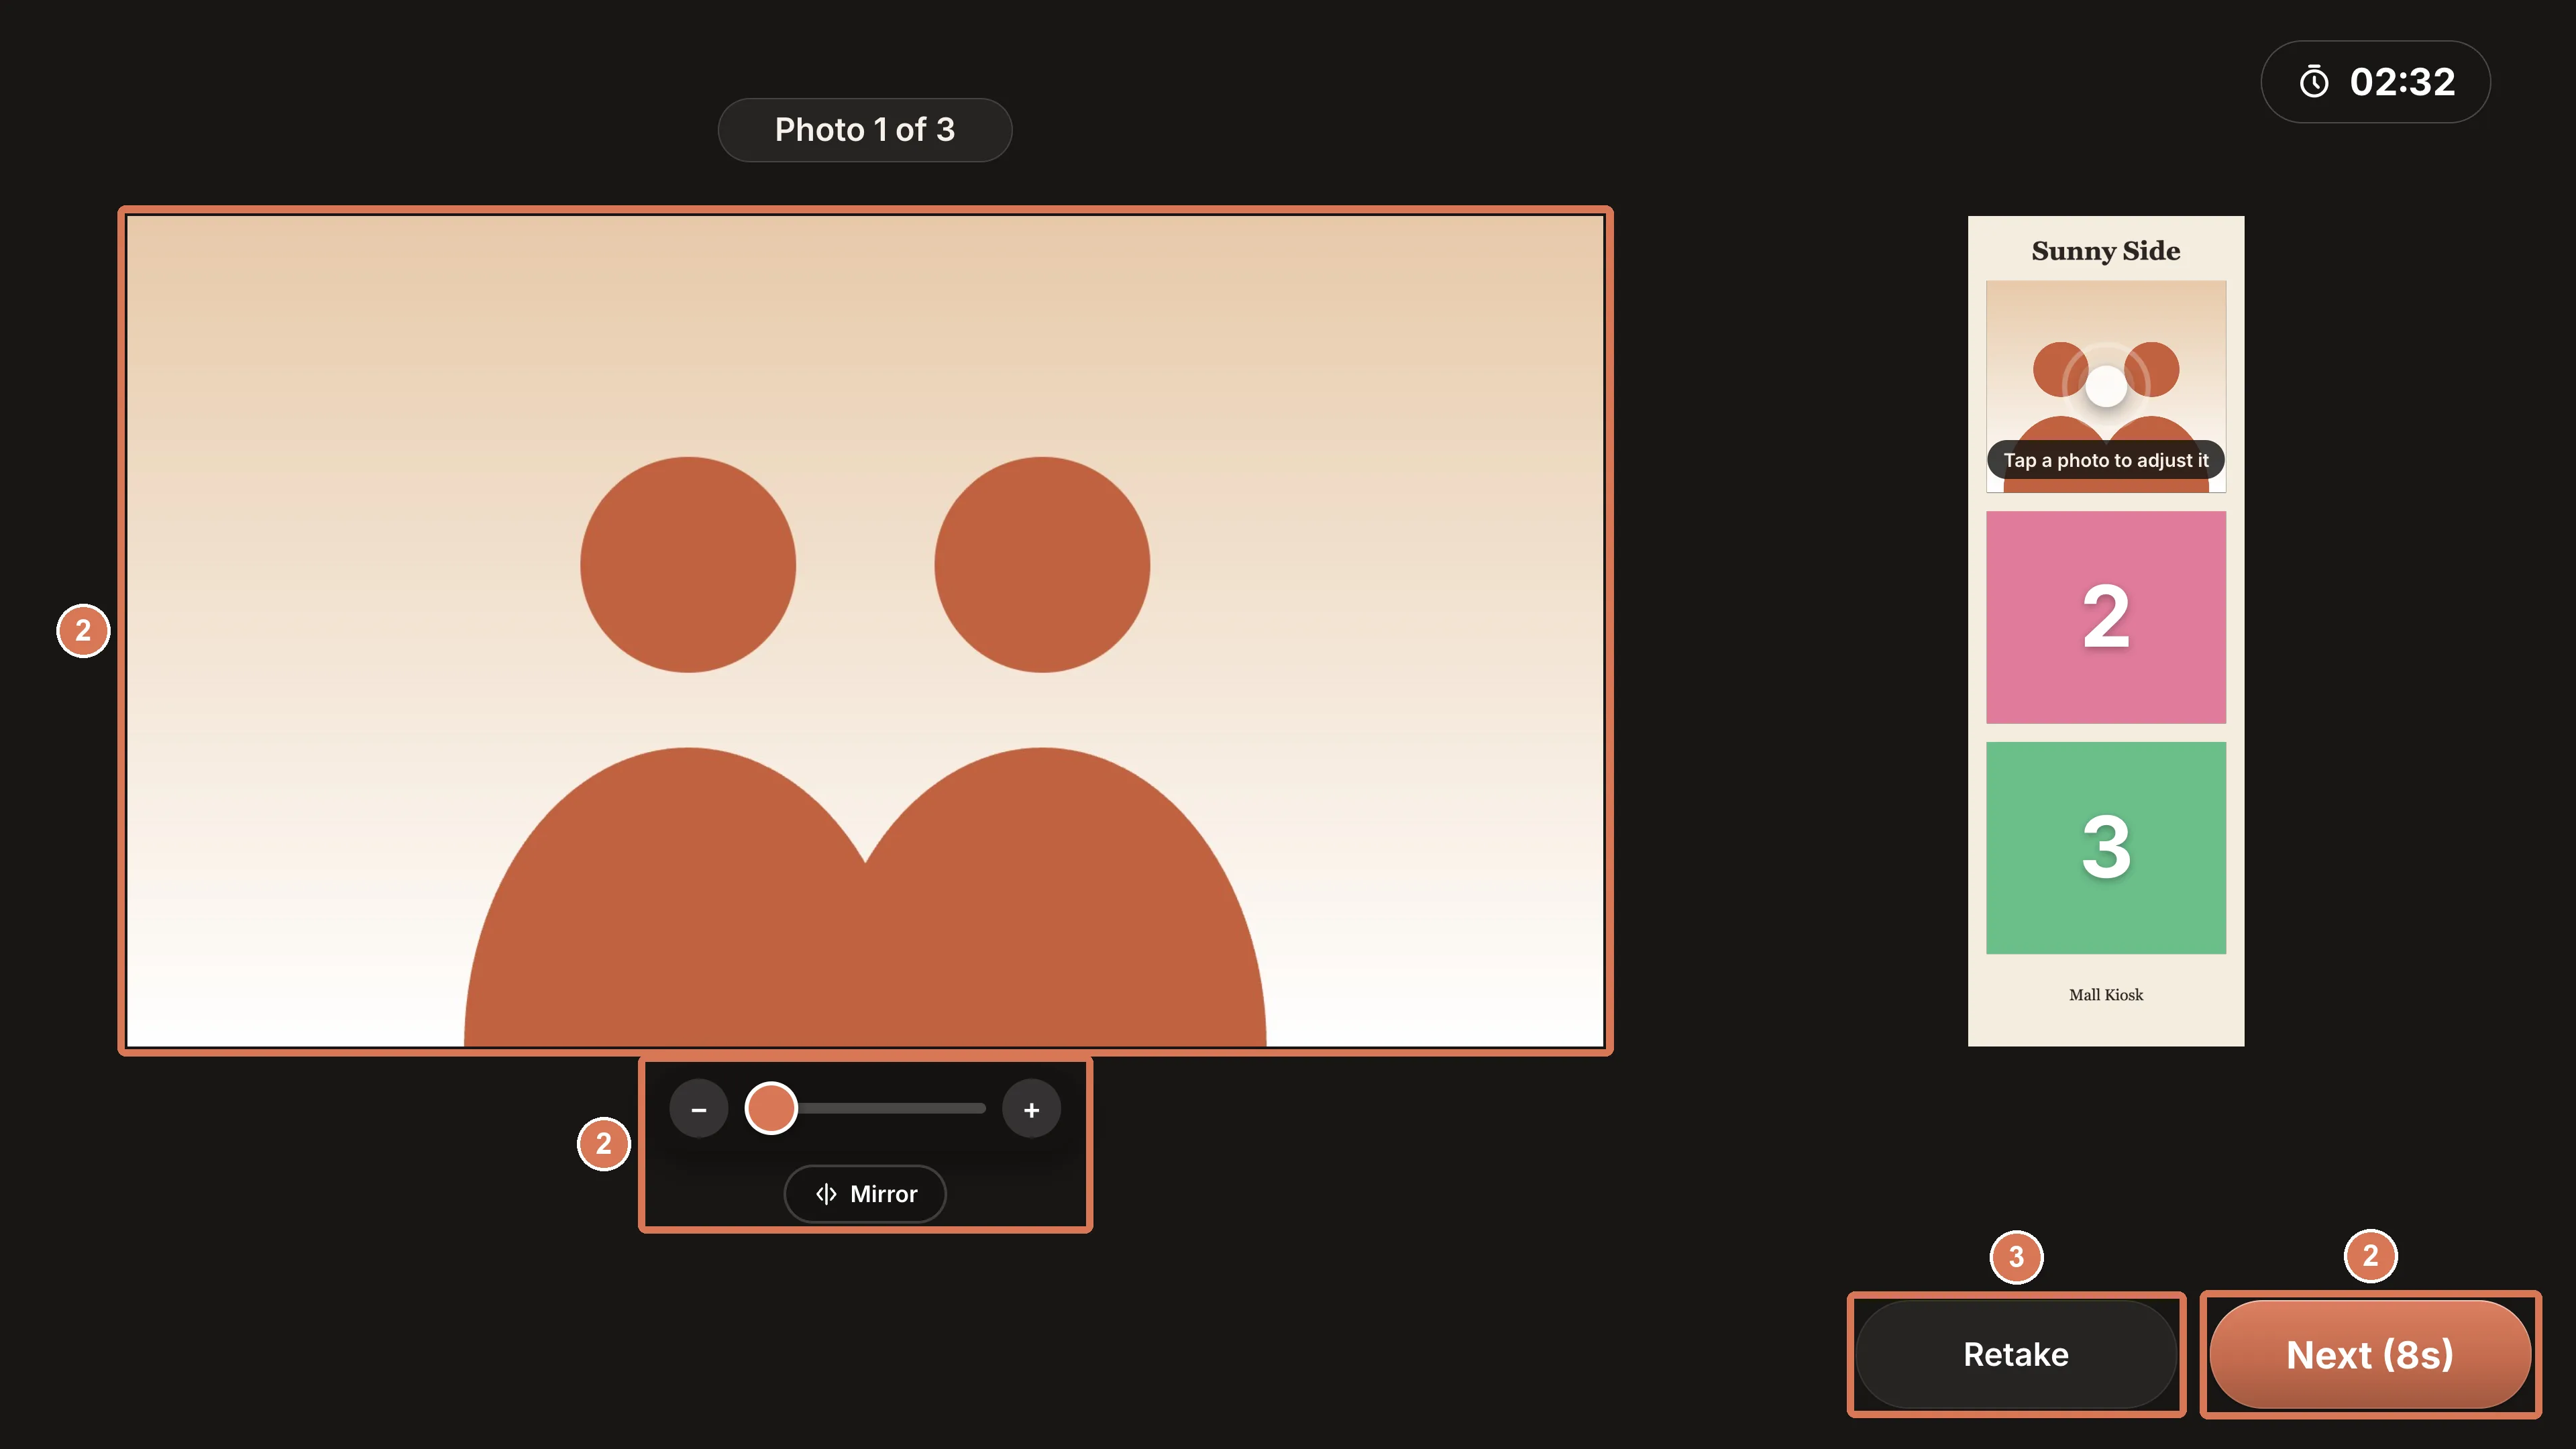 02:32
Photo 1 of 3
Sunny Side
Tap a photo to adjust it
2
2
3
Mall Kiosk
–
+
2
Mirror
3
2
Retake
Next (8s)